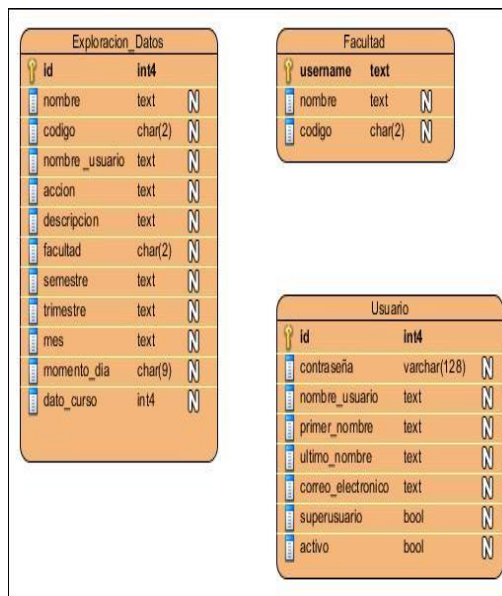 Exploracion_Datos
id int4
nombre text N
codigo char(2) N
nombre_usuario text N
accion text N
descripcion text N
facultad char(2) N
semestre text N
trimestre text N
mes text N
momento_dia char(9) N
dato_curso int4 N
Facultad
username text
nombre text N
codigo char(2) N
Usuario
id int4
contraseña varchar(128) N
nombre_usuario text N
primer_nombre text N
ultimo_nombre text N
correo_electronico text N
superusuario bool N
activo bool N